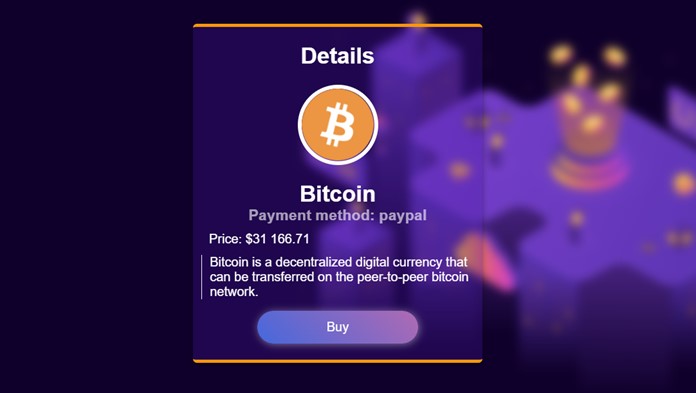 Details
Bitcoin
Payment method: paypal
Price: $31 166.71
Bitcoin is a decentralized digital currency that
can be transferred on the peer-to-peer bitcoin
network.
Buy